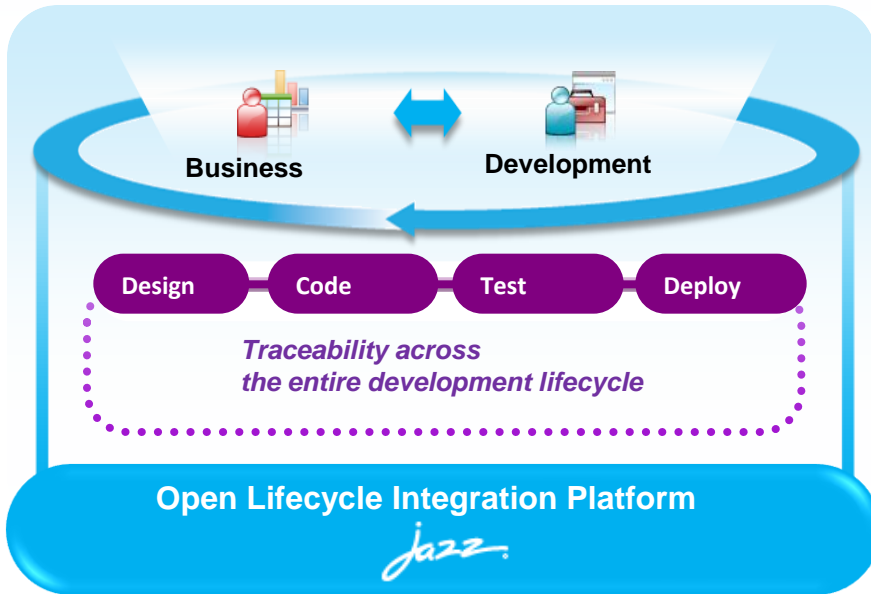 Business
Development
Design
Code
Test
Deploy
Traceability across
the entire development lifecycle
Open Lifecycle Integration Platform
jazz